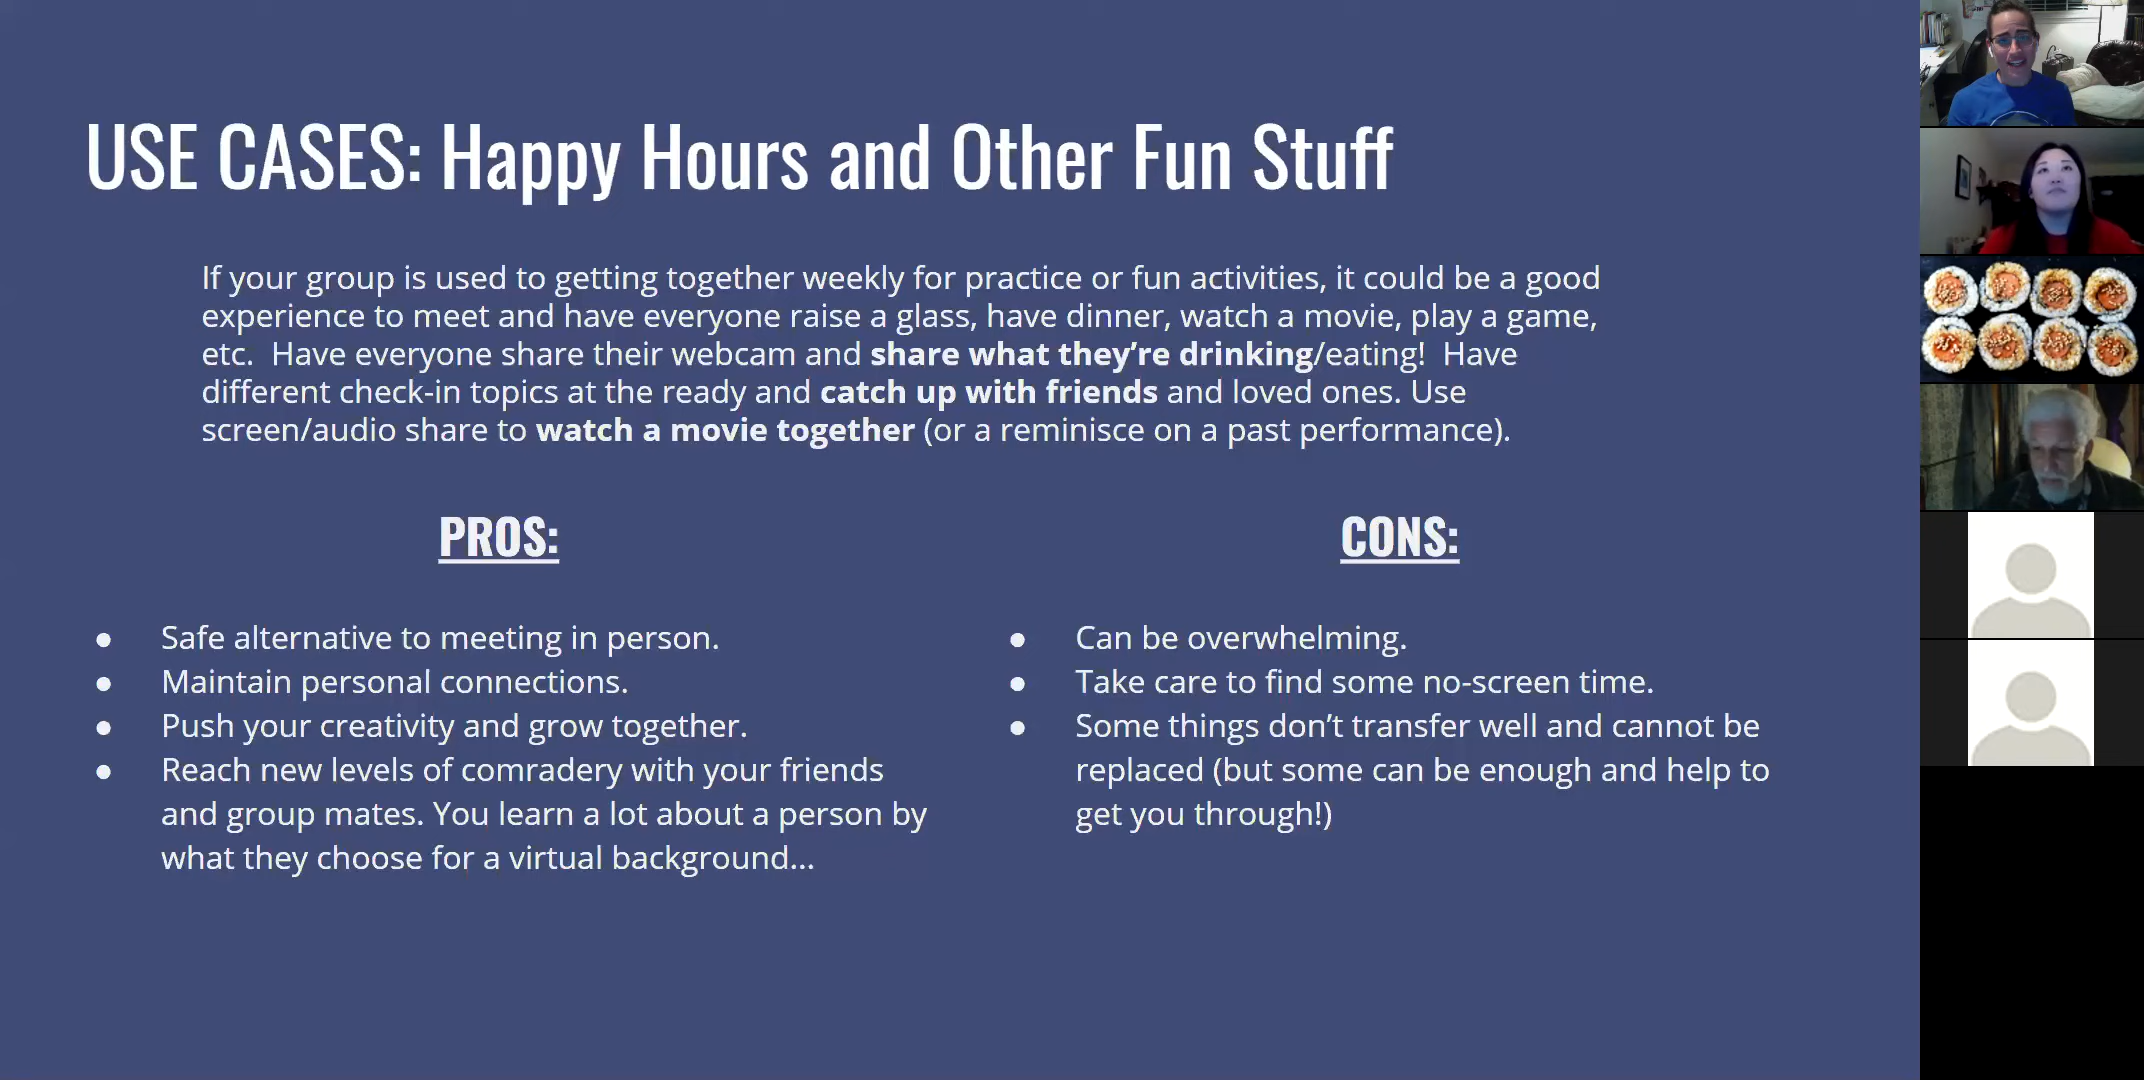 USE CASES: Happy Hours and Other Fun Stuff
If your group is used to getting together weekly for practice or fun activities, it could be a good
experience to meet and have everyone raise a glass, have dinner, watch a movie, play a game,
etc.  Have everyone share their webcam and share what they’re drinking/eating!  Have
different check-in topics at the ready and catch up with friends and loved ones. Use
screen/audio share to watch a movie together (or a reminisce on a past performance).
PROS:
● Safe alternative to meeting in person.
● Maintain personal connections.
● Push your creativity and grow together.
● Reach new levels of comradery with your friends
and group mates. You learn a lot about a person by
what they choose for a virtual background...
CONS:
● Can be overwhelming.
● Take care to find some no-screen time.
● Some things don’t transfer well and cannot be
replaced (but some can be enough and help to
get you through!)